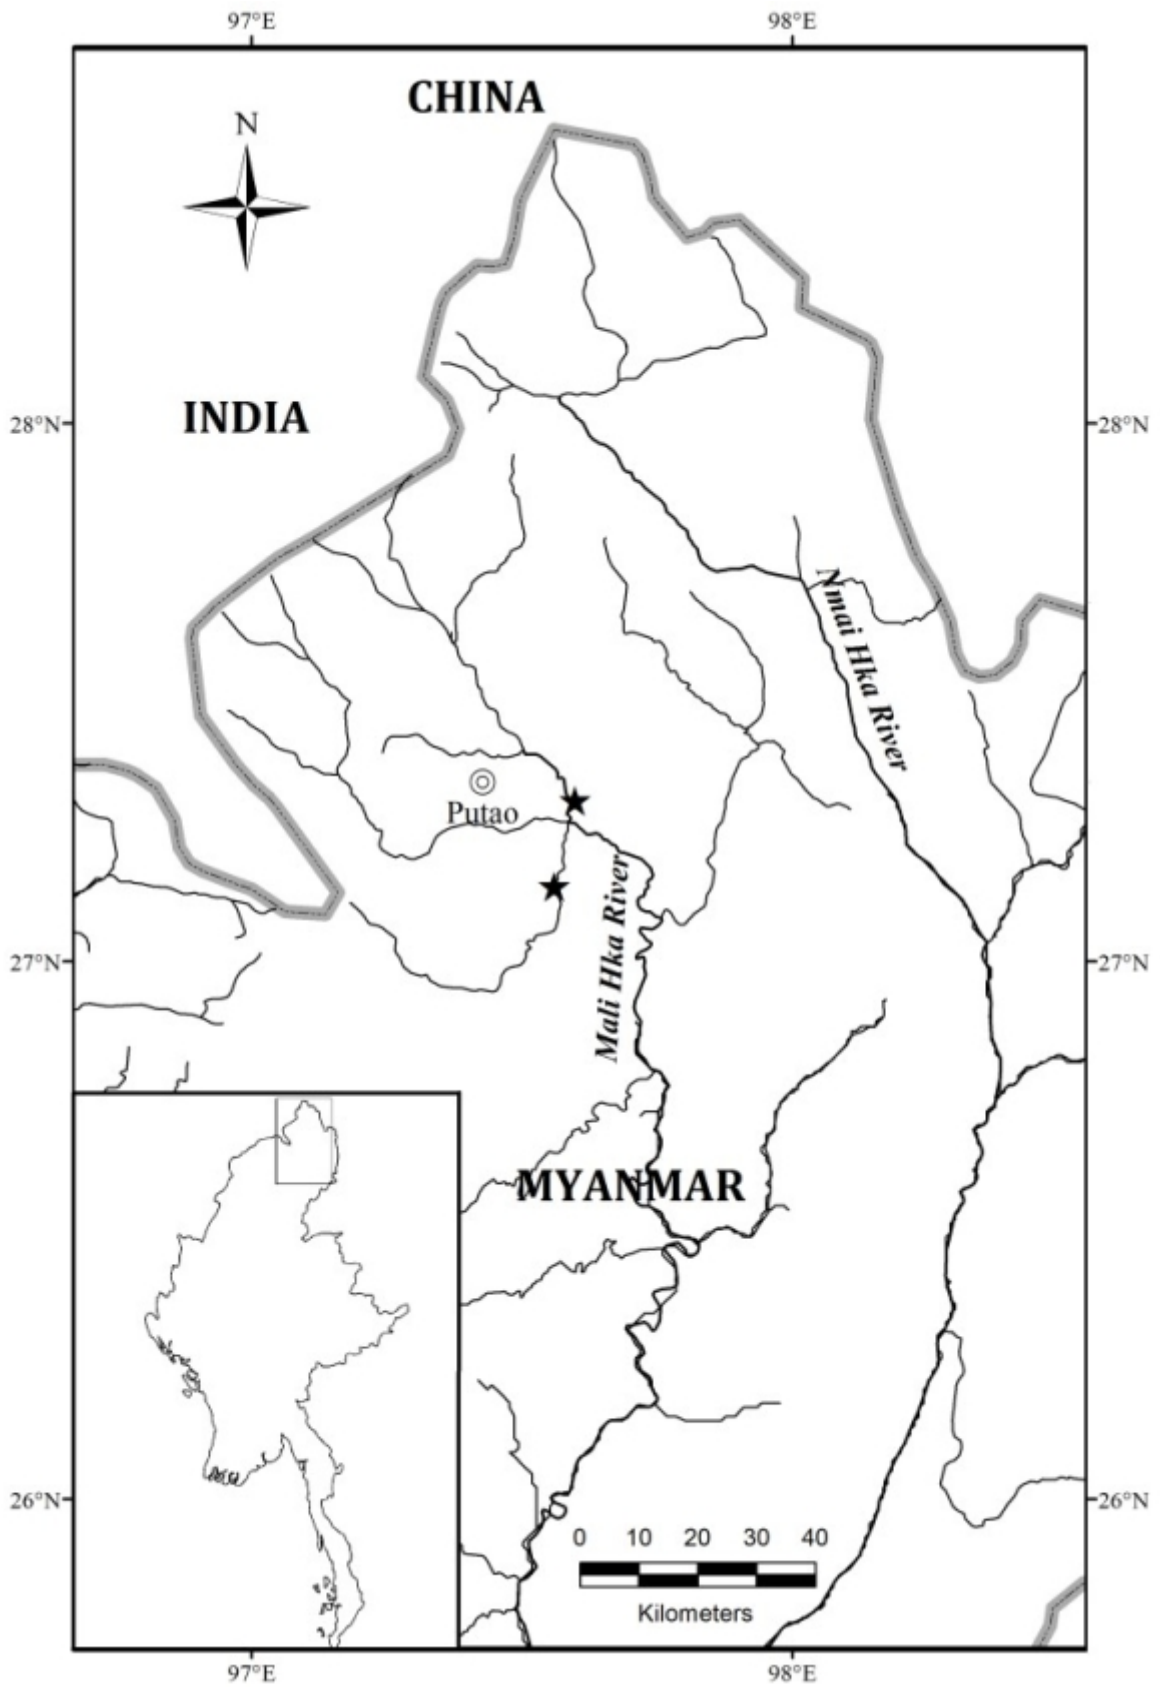 97°E 98°E
CHINA
N
INDIA
28°N 28°N
Nmai Hka River
Putao
Mali Hka River
27°N 27°N
MYANMAR
26°N 26°N
0 10 20 30 40
Kilometers
97°E 98°E